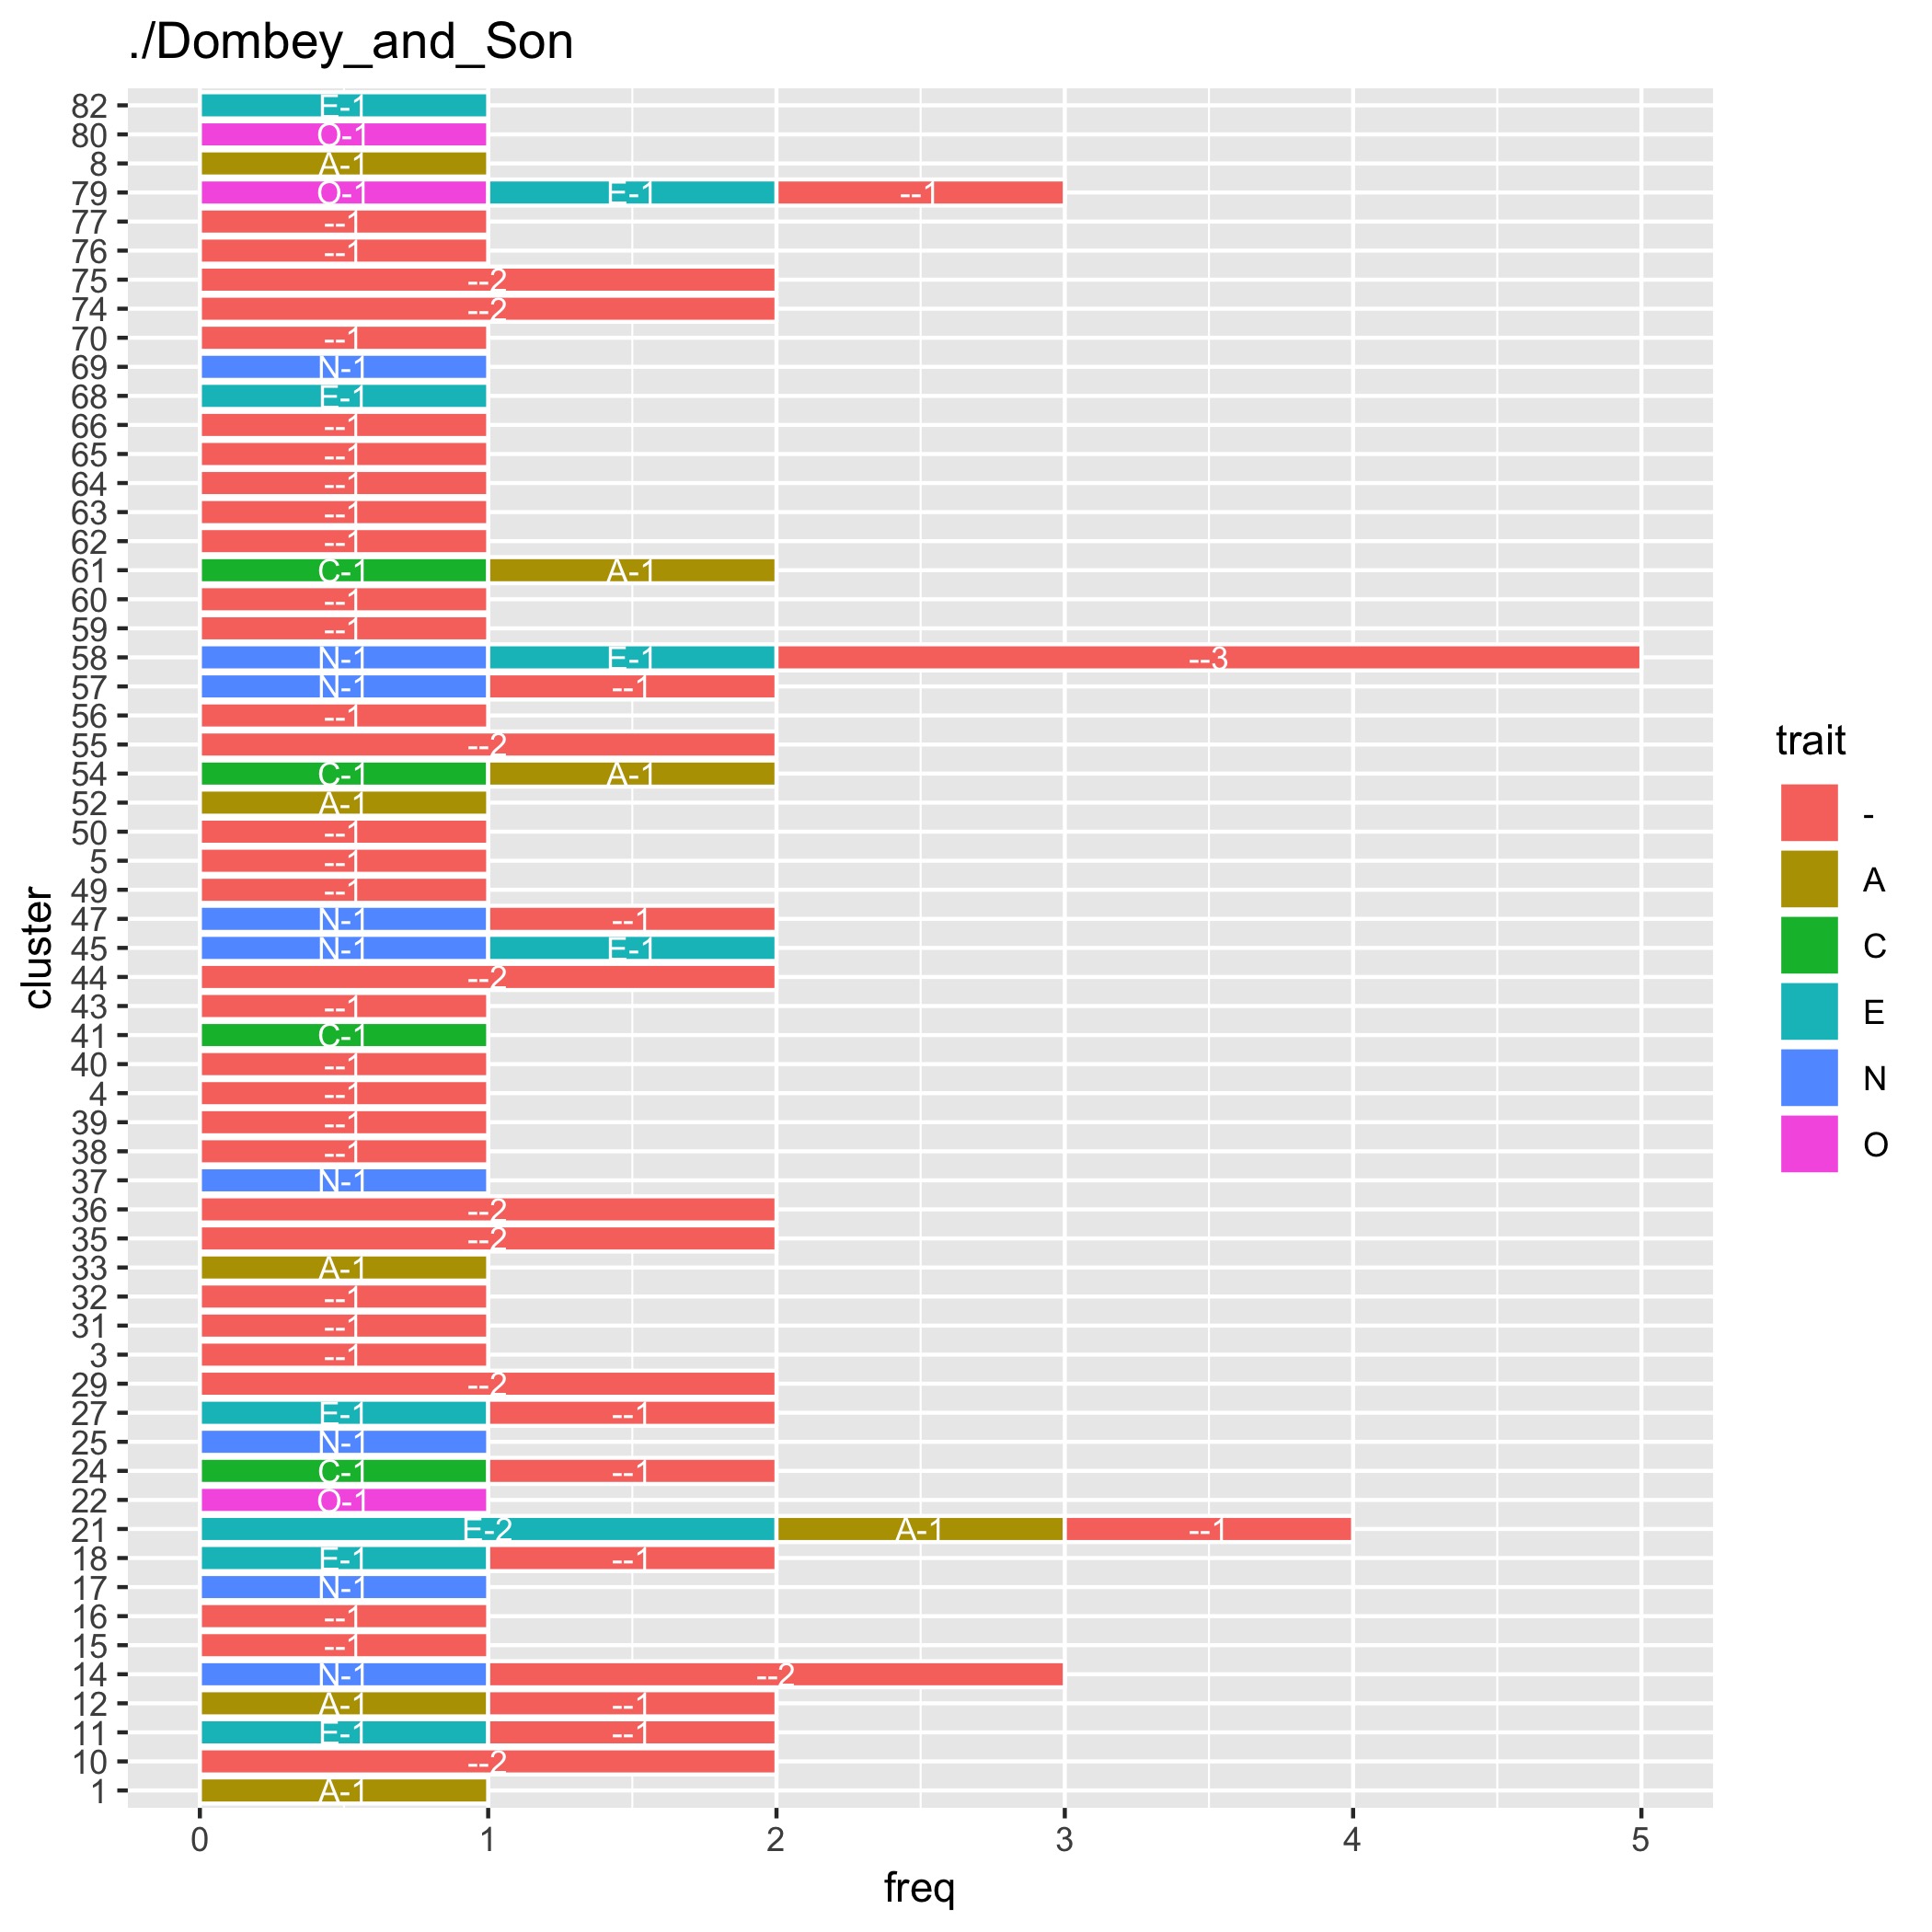 ./Dombey_and_Son
82 E-1
80 O-1
8 A-1
79 O-1 E-1 --1
77 --1
76 --1
75 --2
74 --2
70 --1
69 N-1
68 E-1
66 --1
65 --1
64 --1
63 --1
62 --1
61 C-1 A-1
60 --1
59 --1
58 N-1 E-1 --3
57 N-1 --1
56 --1
55 --2
54 C-1 A-1
52 A-1
50 --1
5 --1
49 --1
47 N-1 --1
45 N-1 E-1
44 --2
43 --1
41 C-1
40 --1
4 --1
39 --1
38 --1
37 N-1
36 --2
35 --2
33 A-1
32 --1
31 --1
3 --1
29 --2
27 E-1 --1
25 N-1
24 C-1 --1
22 O-1
21 E-2 A-1 --1
18 E-1 --1
17 N-1
16 --1
15 --1
14 N-1 --2
12 A-1 --1
11 E-1 --1
10 --2
1 A-1
0 1 2 3 4 5
freq
cluster
trait
-
A
C
E
N
O